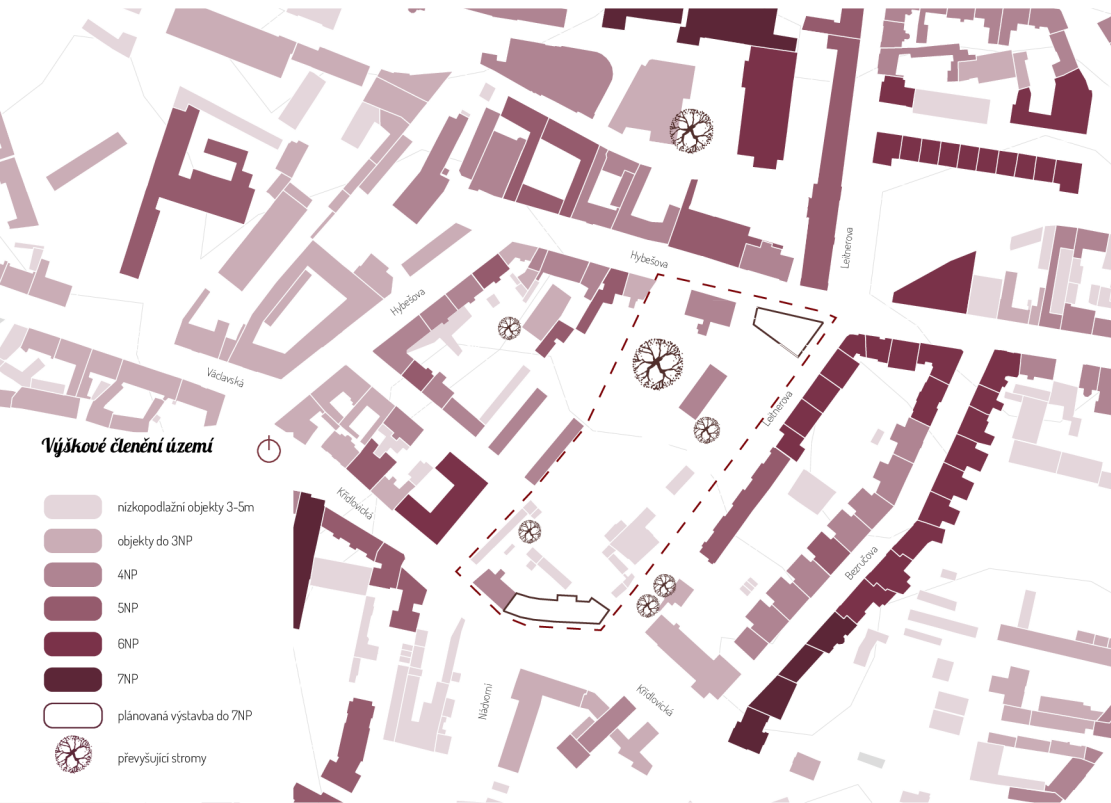 Hybešova
Leitnerova
Hybešova
Václavská
Leitnerova
Výškové členění území
Křídlovická
nízkopodlažní objekty 3-5m
objekty do 3NP
4NP
5NP
Bezručova
6NP
7NP
Nádvorní
Křídlovická
plánovaná výstavba do 7NP
převyšující stromy